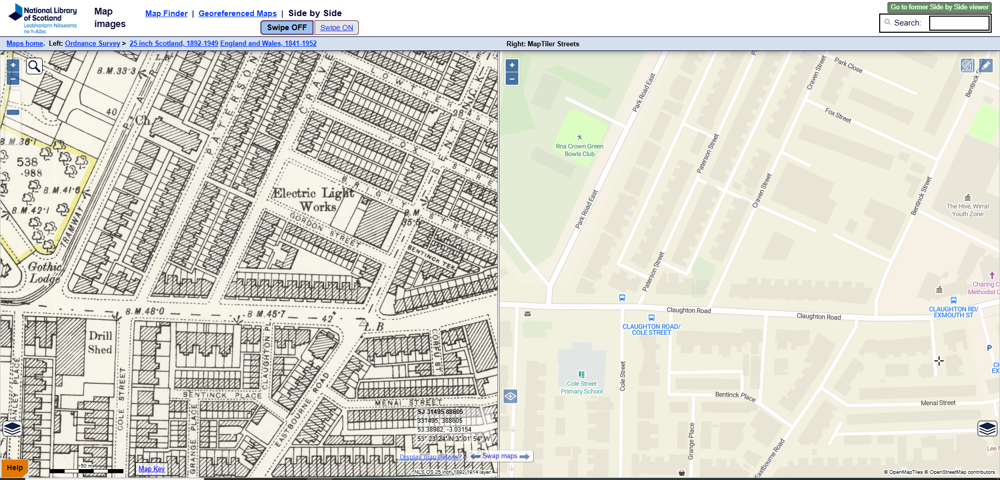 National Library
of Scotland
Leabharlann Nàiseanta
na h-Alba
Map
images
Map Finder | Georeferenced Maps | Side by Side
Swipe OFF
Swipe ON
Go to former Side by Side viewer
Search:
Maps home. Left: Ordnance Survey > 25 inch Scotland, 1892-1949 England and Wales, 1841-1952
Right: MapTiler Streets
+
−
L.B
B.M.33·3
40
P A R
Ch.
PATERSON
CRAVE
LOWTHER ST
28·4
FOX STREE
BENTINCK
B.M.36·1
538
·988
B.M.41·6
B.M.42·1
TRAMWAY
Gothic
Lodge
Electric Light
Works
BRIGHT STREET
GORDON STREET
B.M.
35·5
BENTINCK TER.
B.M.48·0
B M.45·7
42
L B
Drill
Shed
CLAUGHTON PL
CORFU S
ANLEY PLACE
COLE STREET
BENTINCK PLACE
GRANGE PLACE
EASTBOURNE ROAD
MENAI STREET
SJ 31495 88605
331495, 388605
53.38982, -3.03154
53° 23′ 24″ N 3° 01′ 54″ W
Display map details?
Swap maps
Help
50 m
Map Key
NLS OS 25 inch 1892-1914 layer.
+
−
Park Road East
Park Road East
Rna Crown Green
Bowls Club
Paterson Street
Paterson Street
Craven Street
Craven Street
Park Close
Fox Street
Bentinck Street
Bentinck Street
The Hive, Wirral
Youth Zone
Charing C
Methodist C
CLAUGHTON RD/
EXMOUTH ST
Claughton Road
Claughton Road
CLAUGHTON ROAD/
COLE STREET
P
CH
EX
Cole Street
Cole Street
Primary School
Bentinck Place
Menai Street
Grange Place
Eastbourne Road
Lee
© OpenMapTiles © OpenStreetMap contributors